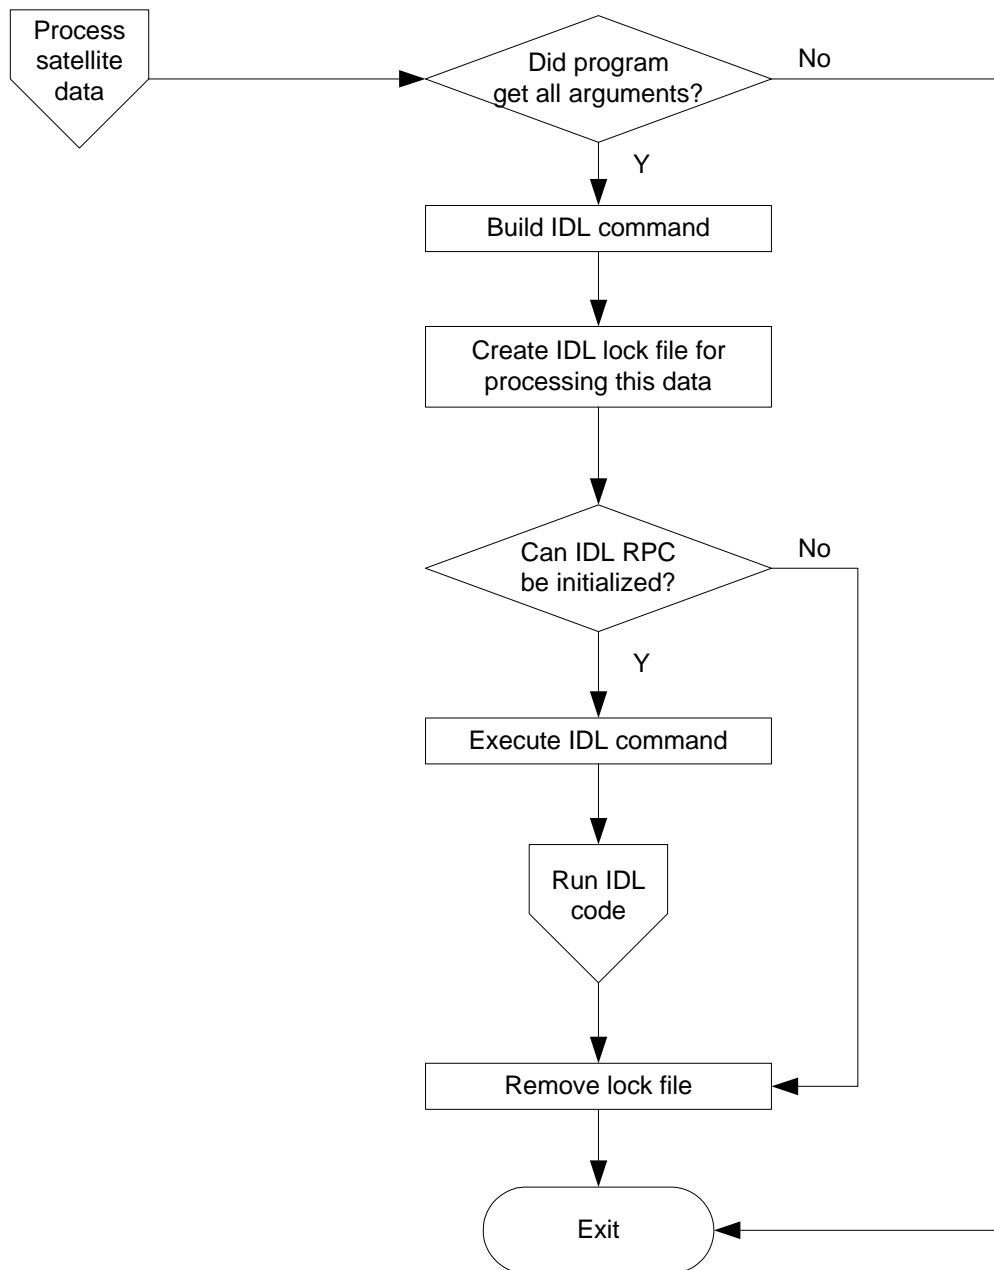 Process
satellite
data
Did program
get all arguments?
No
Y
Build IDL command
Create IDL lock file for
processing this data
Can IDL RPC
be initialized?
No
Y
Execute IDL command
Run IDL
code
Remove lock file
Exit